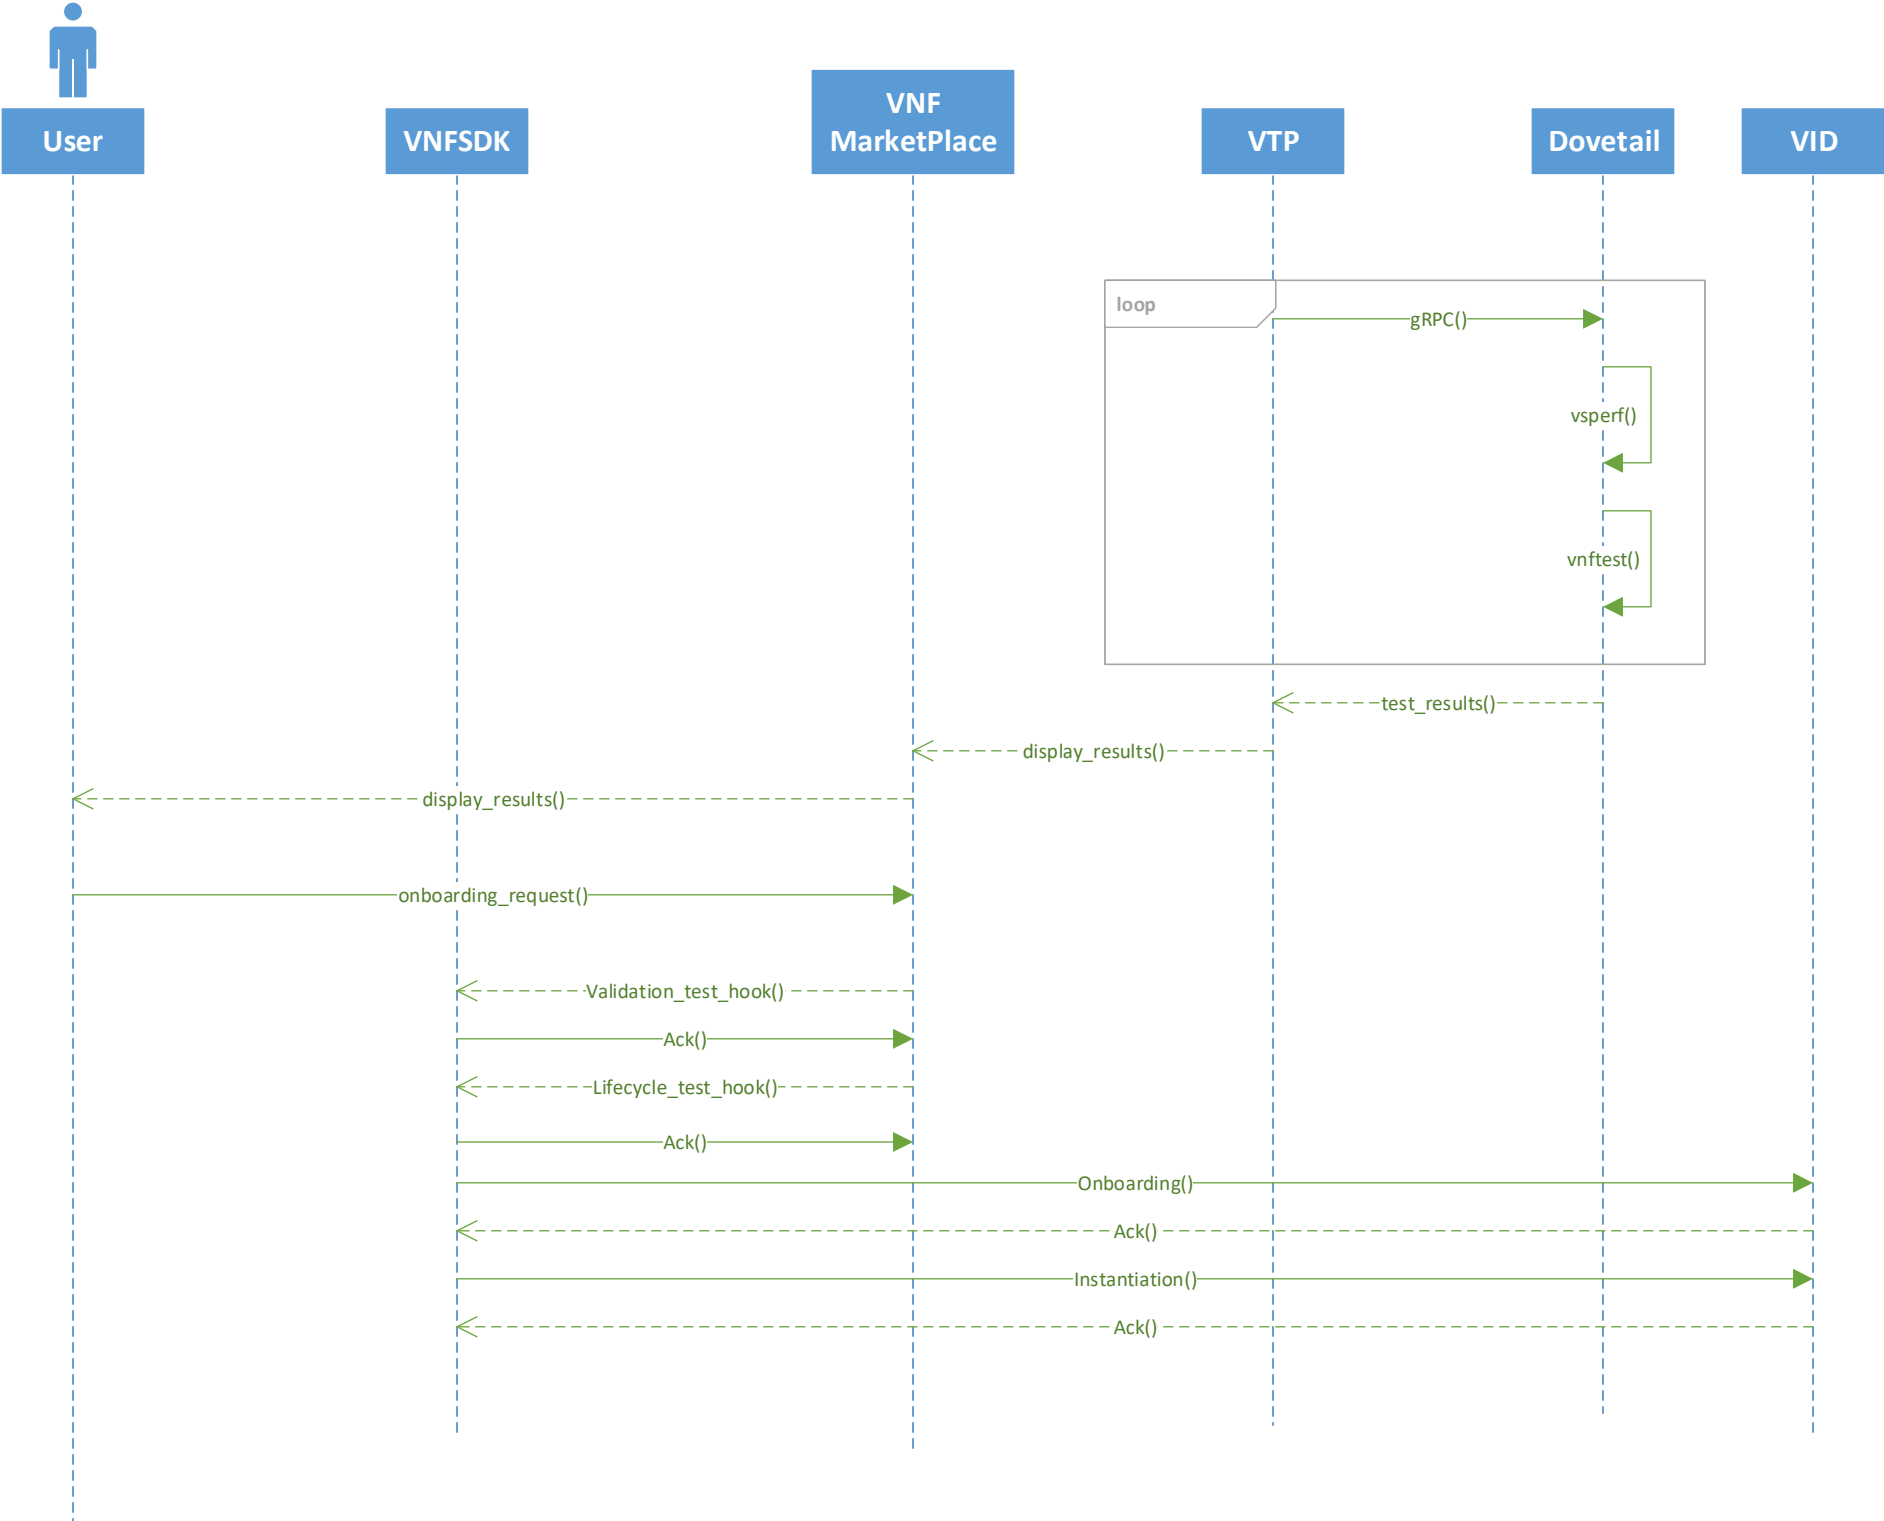 User
VNFSDK
VNF
MarketPlace
VTP
Dovetail
VID
loop
gRPC()
vsperf()
vnftest()
test_results()
display_results()
display_results()
onboarding_request()
Validation_test_hook()
Ack()
Lifecycle_test_hook()
Ack()
Onboarding()
Ack()
Instantiation()
Ack()